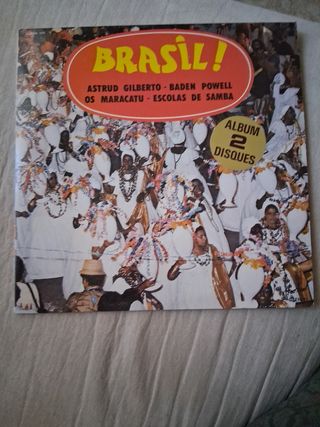 BRASIL!
ASTRUD GILBERTO · BADEN POWELL
OS MARACATU · ESCOLAS DE SAMBA
ALBUM
2
DISQUES